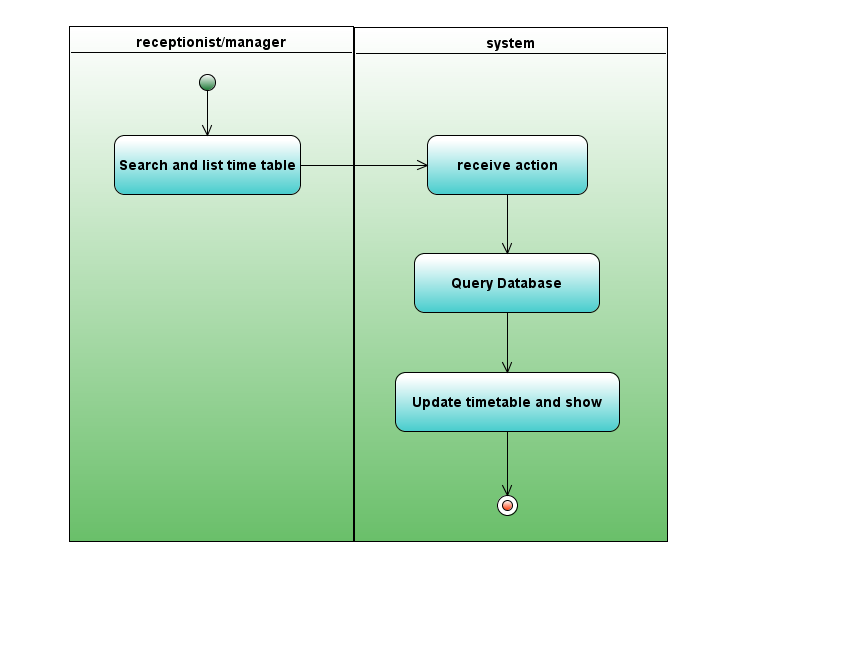 receptionist/manager
system
Search and list time table
receive action
Query Database
Update timetable and show